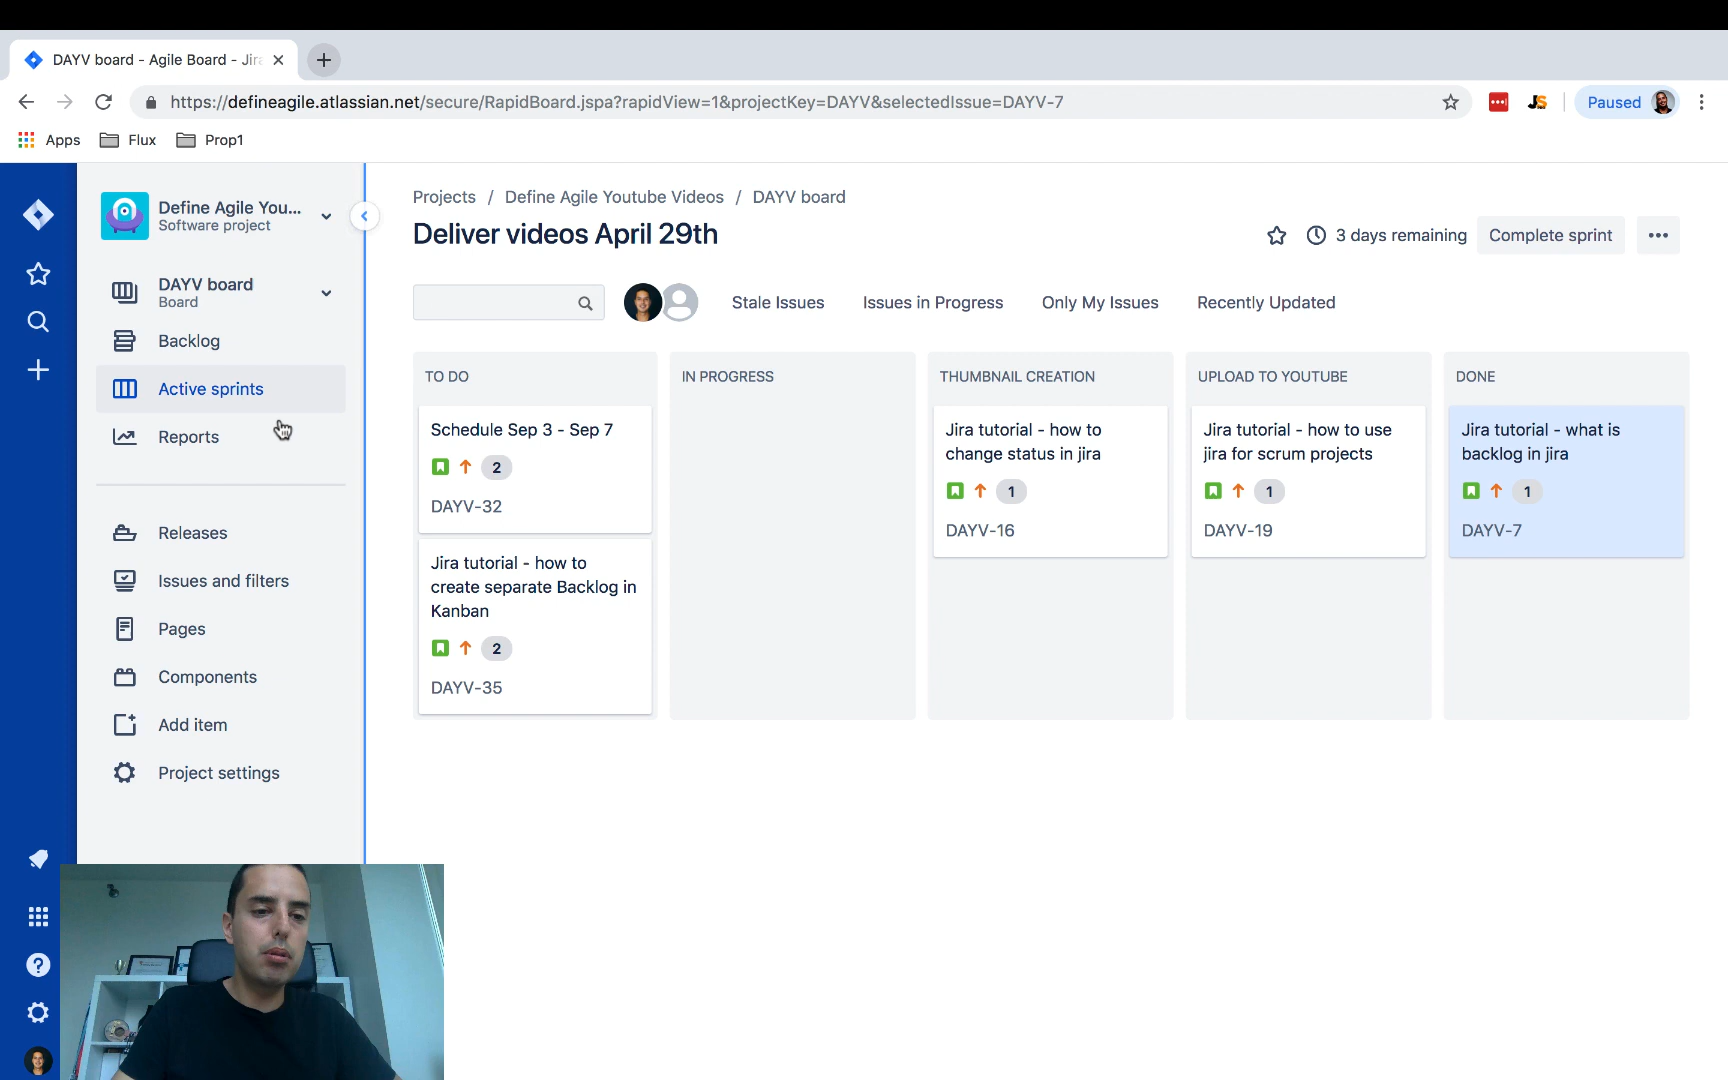 DAYV board - Agile Board - Jir
https://defineagile.atlassian.net/secure/RapidBoard.jspa?rapidView=1&projectKey=DAYV&selectedIssue=DAYV-7
JS
Paused
Apps
Flux
Prop1
Define Agile You...
Software project
DAYV board
Board
Backlog
Active sprints
Reports
Releases
Issues and filters
Pages
Components
Add item
Project settings
Projects / Define Agile Youtube Videos / DAYV board
Deliver videos April 29th
3 days remaining
Complete sprint
Stale Issues
Issues in Progress
Only My Issues
Recently Updated
TO DO
Schedule Sep 3 - Sep 7
2
DAYV-32
Jira tutorial - how to
create separate Backlog in
Kanban
2
DAYV-35
IN PROGRESS
THUMBNAIL CREATION
Jira tutorial - how to
change status in jira
1
DAYV-16
UPLOAD TO YOUTUBE
Jira tutorial - how to use
jira for scrum projects
1
DAYV-19
DONE
Jira tutorial - what is
backlog in jira
1
DAYV-7